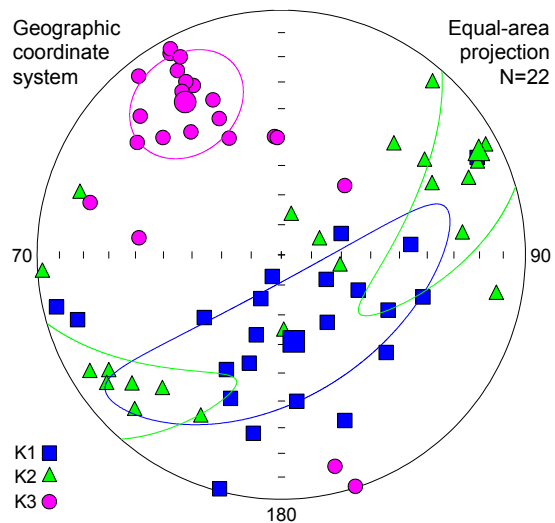 Geographic
coordinate
system
Equal-area
projection
N=22
70
90
K1
K2
K3
180